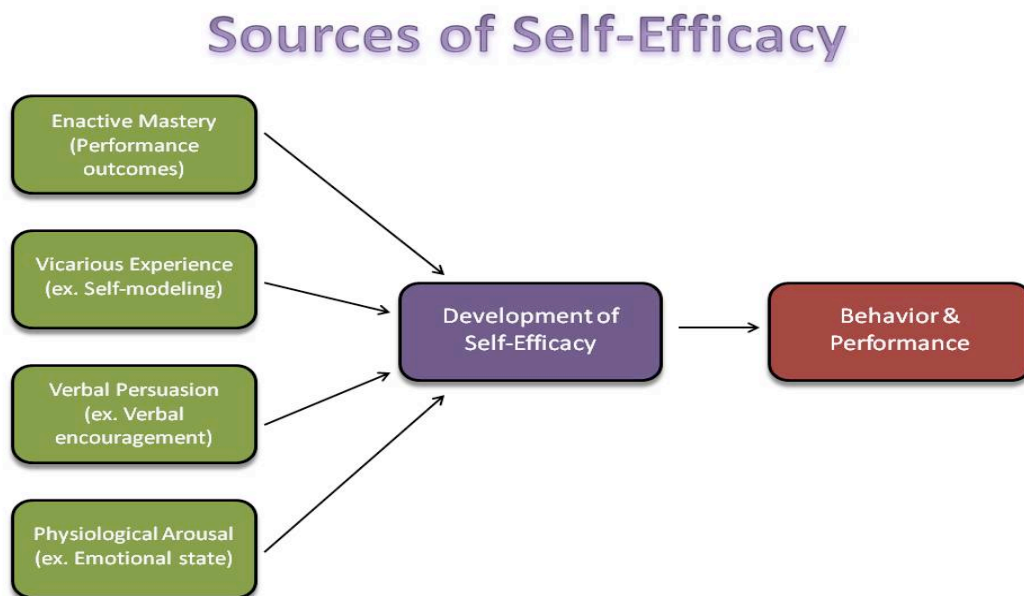 Sources of Self-Efficacy
Enactive Mastery
(Performance
outcomes)
Vicarious Experience
(ex. Self-modeling)
Verbal Persuasion
(ex. Verbal
encouragement)
Physiological Arousal
(ex. Emotional state)
Development of
Self-Efficacy
Behavior &
Performance